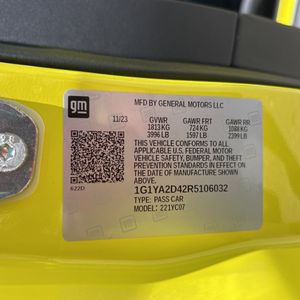 gm
MFD BY GENERAL MOTORS LLC
11/23 GVWR GAWR FRT GAWR RR
1813 KG 724 KG 1088 KG
3996 LB 1597 LB 2399 LB
THIS VEHICLE CONFORMS TO ALL
APPLICABLE U.S. FEDERAL MOTOR
VEHICLE SAFETY, BUMPER, AND THEFT
PREVENTION STANDARDS IN EFFECT
ON THE DATE OF MANUFACTURE
SHOWN ABOVE.
622D
1G1YA2D42R5106032
TYPE: PASS CAR
MODEL: 221YC07